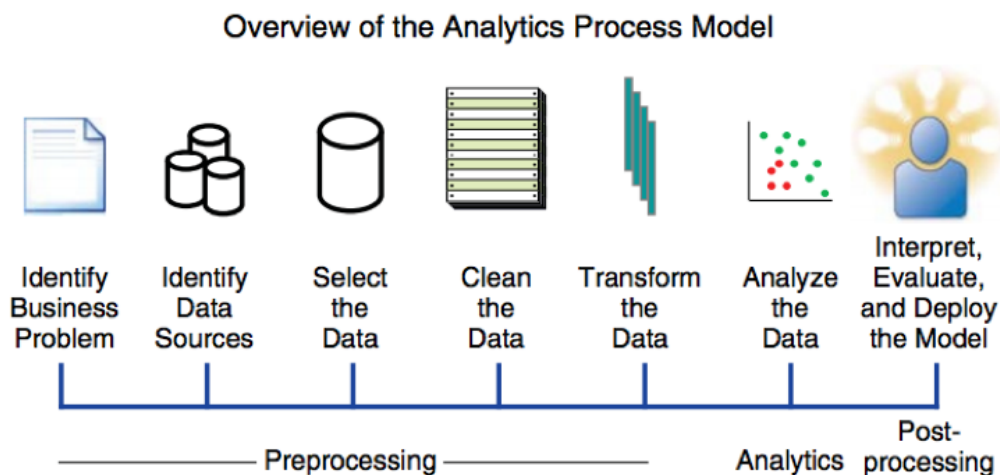 Overview of the Analytics Process Model
Identify
Business
Problem
Identify
Data
Sources
Select
the
Data
Clean
the
Data
Transform
the
Data
Analyze
the
Data
Interpret,
Evaluate,
and Deploy
the Model
Preprocessing
Analytics
Post-
processing